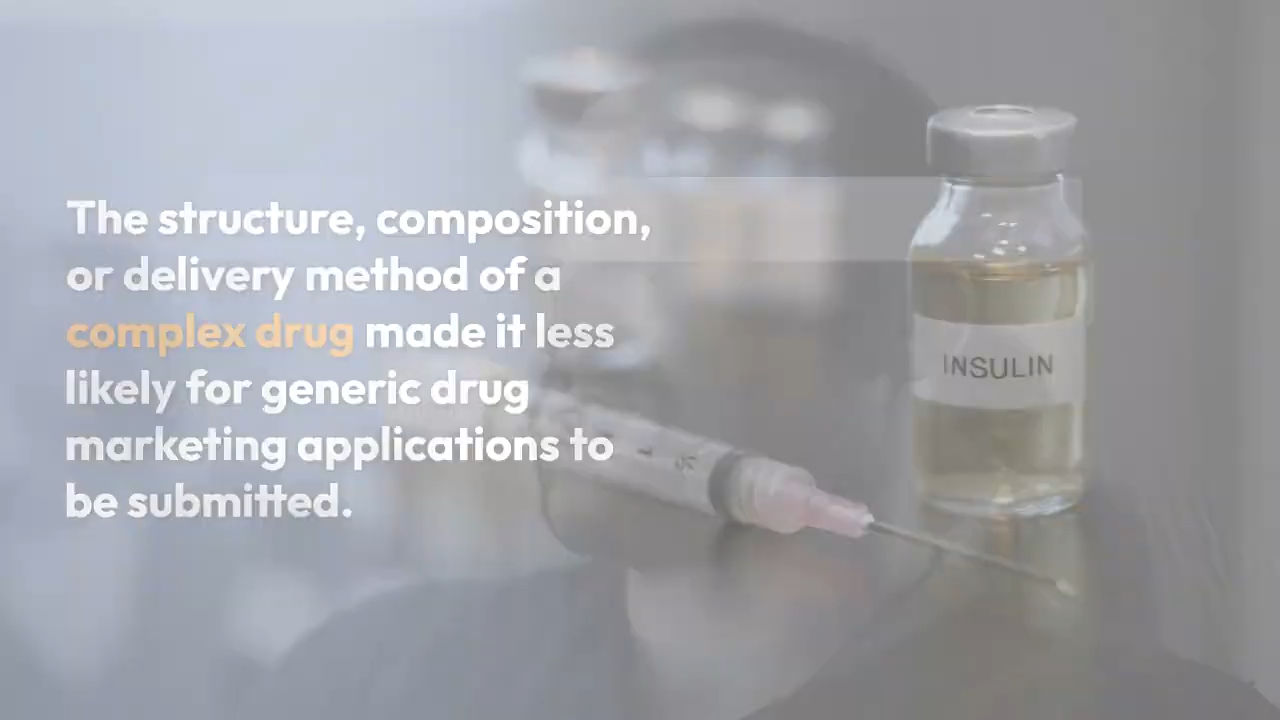 The structure, composition,
or delivery method of a
complex drug made it less
likely for generic drug
marketing applications to
be submitted.
INSULIN